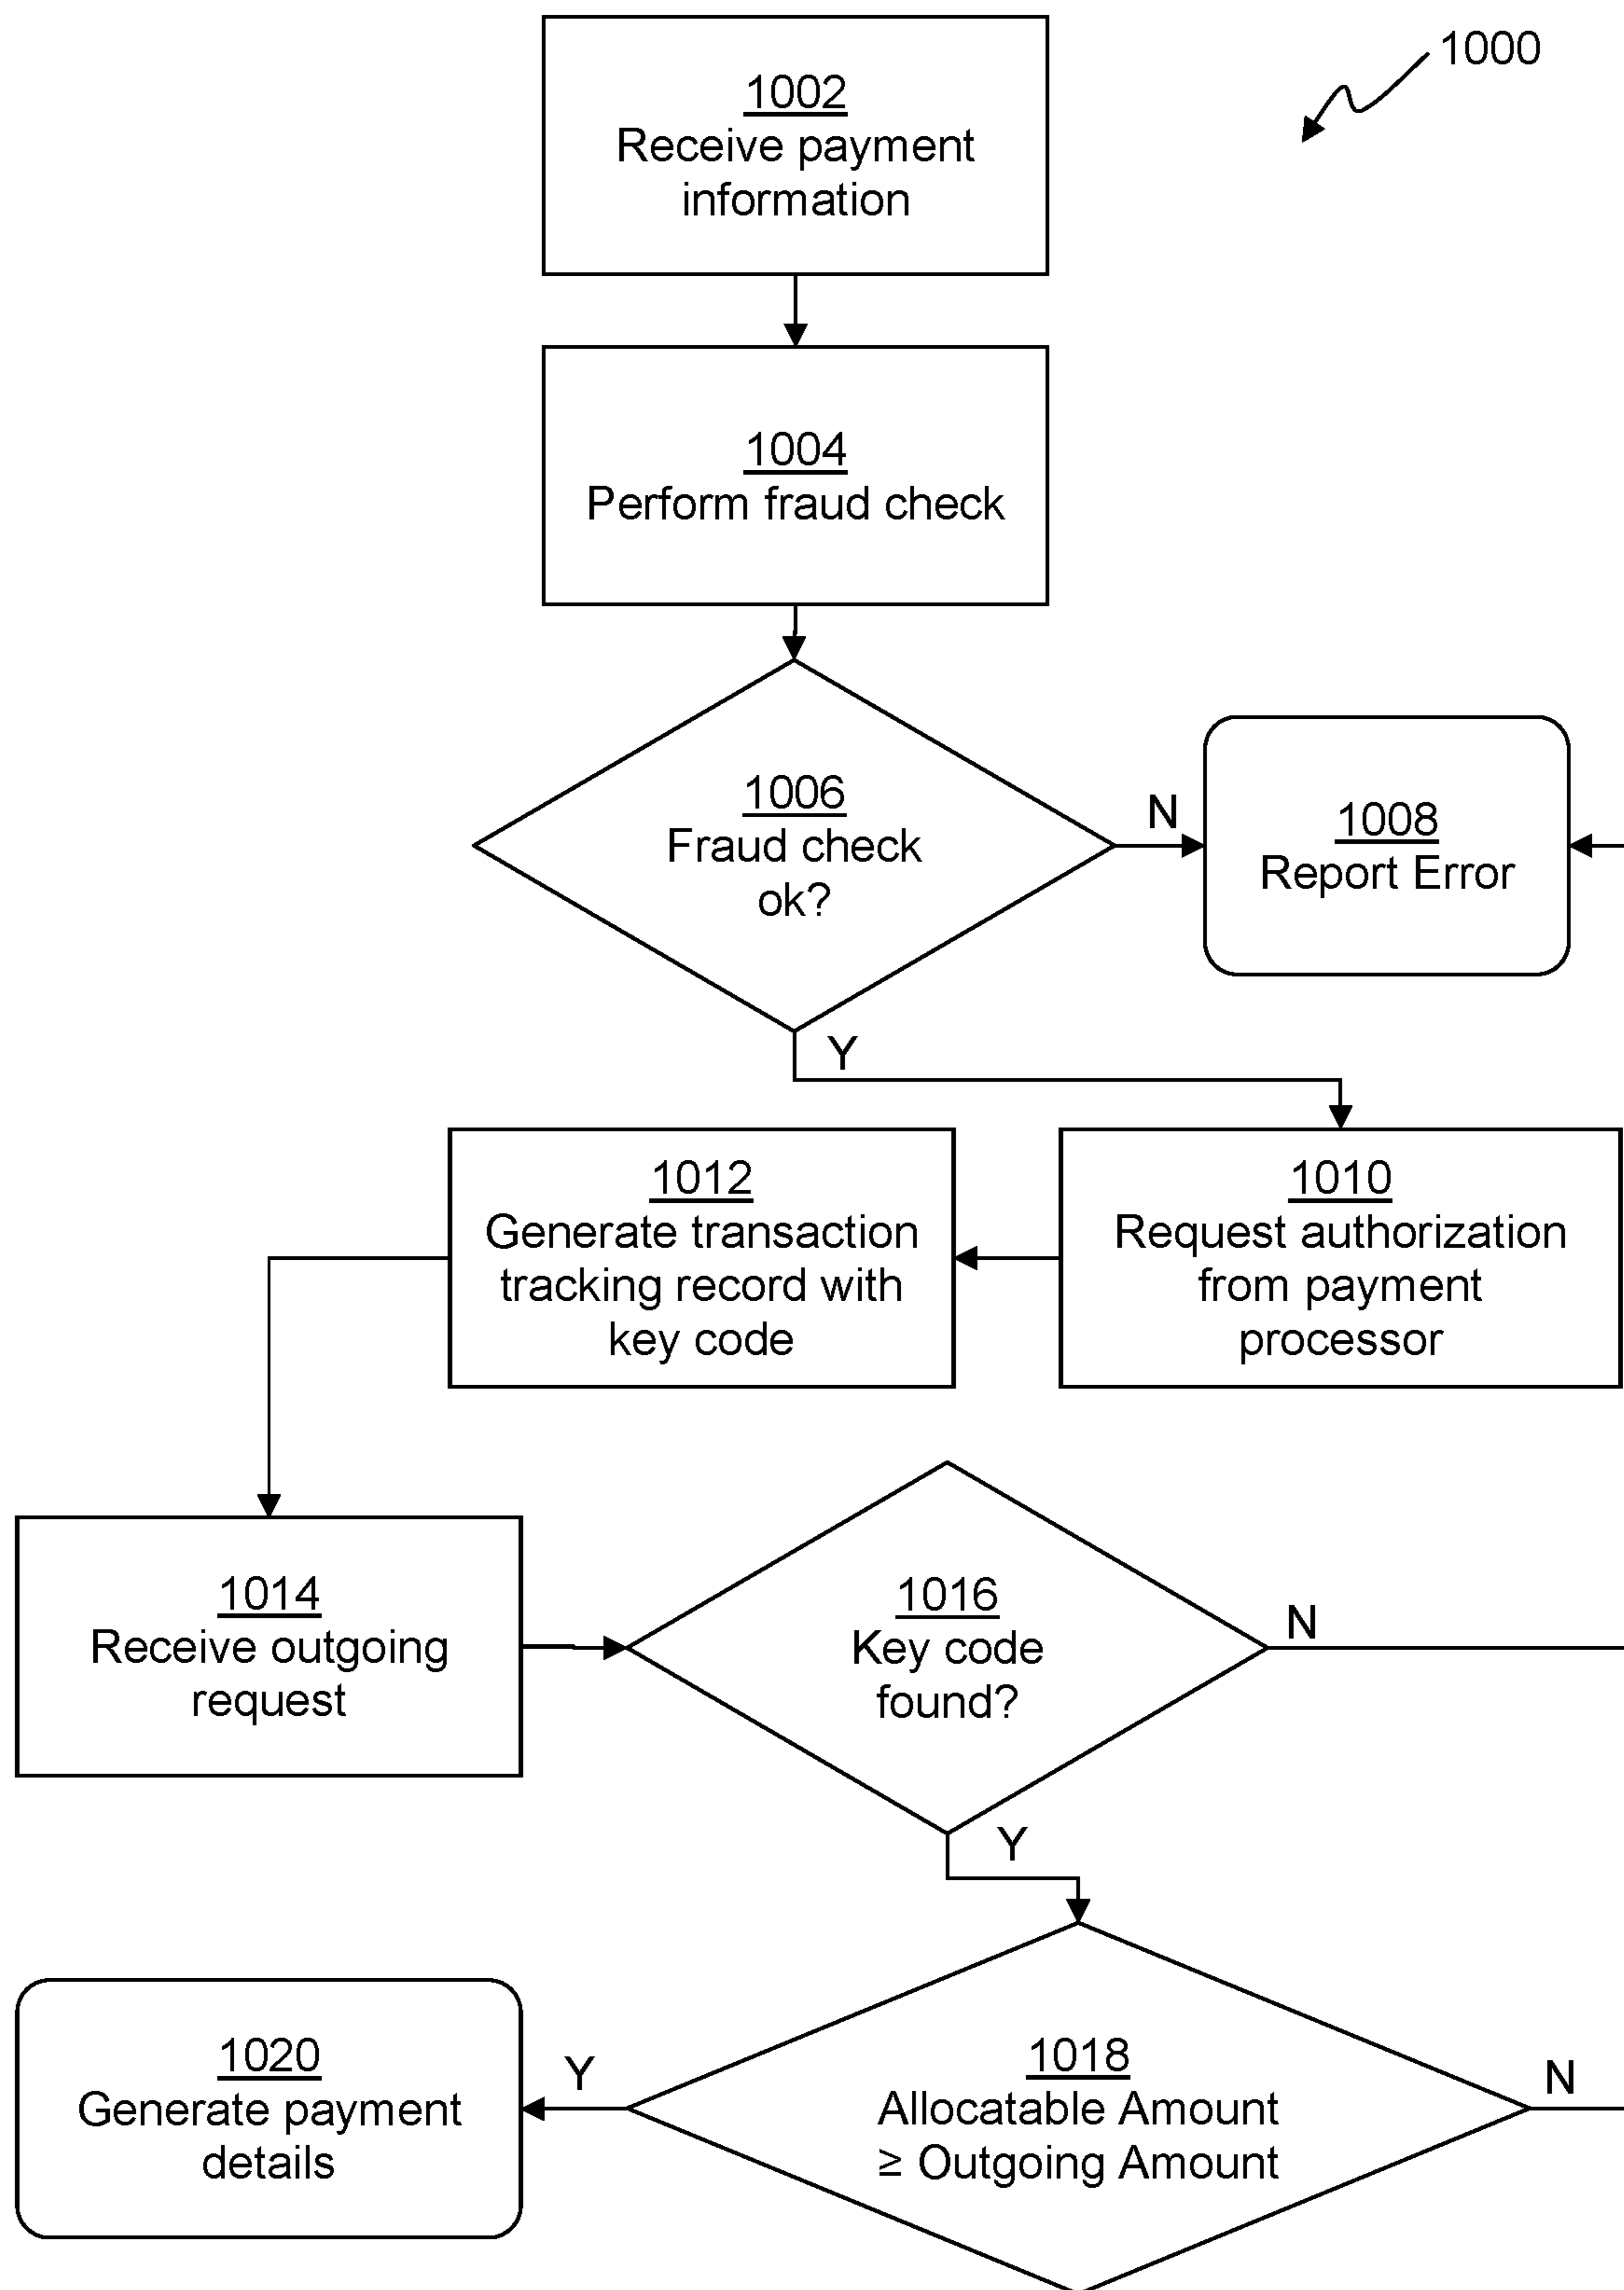 1000
1002
Receive payment
information
1004
Perform fraud check
1006
Fraud check
ok?
N
1008
Report Error
Y
1012
Generate transaction
tracking record with
key code
1010
Request authorization
from payment
processor
1014
Receive outgoing
request
1016
Key code
found?
N
Y
1020
Generate payment
details
Y
1018
Allocatable Amount
≥ Outgoing Amount
N